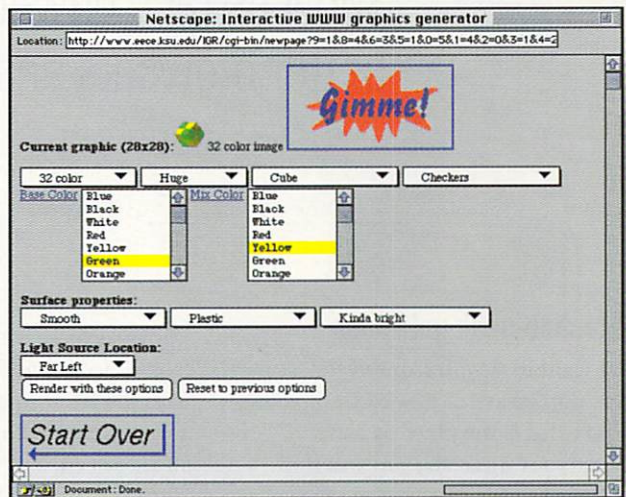 Netscape: Interactive WWW graphics generator
Location: http://www.eece.ksu.edu/IGR/cgi-bin/newpage?9=1&8=4&6=3&5=1&0=5&1=4&2=0&3=1&4=2
Gimme!
Current graphic (28x28): 32 color image
32 color Huge Cube Checkers
Base Color Blue Mix Color Blue
Black Black
White White
Red Red
Yellow Yellow
Green Green
Orange Orange
Surface properties:
Smooth Plastic Kinda bright
Light Source Location:
Far Left
Render with these options Reset to previous options
Start Over
Document: Done.